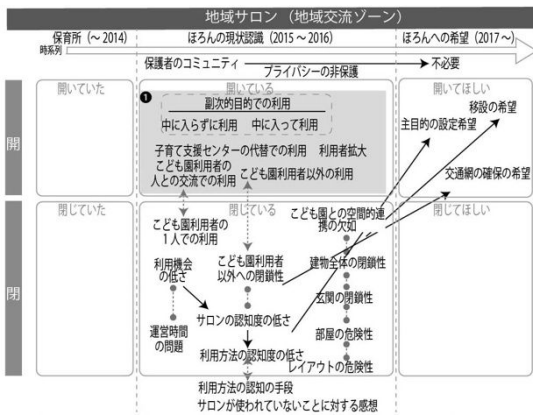 地域サロン（地域交流ゾーン）
保育所（～2014）
ほろんの現状認識（2015～2016）
ほろんへの希望（2017～）
時系列
保護者のコミュニティ
不必要
プライバシーの非保護
開
開いていた
開いている
開いてほしい
❶
副次的目的での利用
中に入らずに利用
中に入って利用
子育て支援センターの代替での利用
利用者拡大
こども園利用者の
人との交流での利用
こども園利用者以外の利用
移設の希望
主目的の設定希望
交通網の確保の希望
閉
閉じていた
閉じている
閉じてほしい
こども園利用者の
1人での利用
こども園との空間的連
携の欠如
利用機会
の低さ
こども園利用者
以外への閉鎖性
建物全体の閉鎖性
玄関の閉鎖性
サロンの認知度の低さ
運営時間
の問題
部屋の危険性
利用方法の認知度の低さ
レイアウトの危険性
利用方法の認知の手段
サロンが使われていないことに対する感想